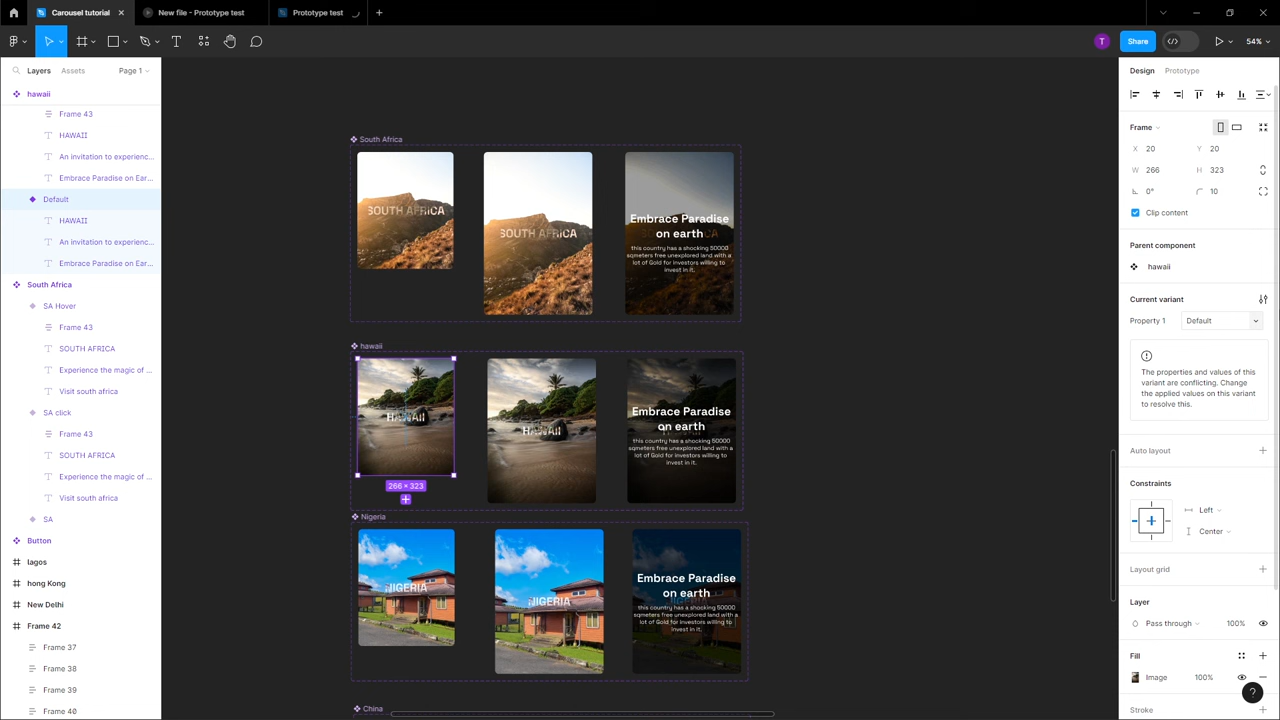 Carousel tutorial
New file - Prototype test
Prototype test
T
Share
54%
Layers
Assets
Page 1
hawaii
Frame 43
HAWAII
An invitation to experienc...
Embrace Paradise on Ear...
Default
HAWAII
An invitation to experienc...
Embrace Paradise on Ear...
South Africa
SA Hover
Frame 43
SOUTH AFRICA
Experience the magic of ...
Visit south africa
SA click
Frame 43
SOUTH AFRICA
Experience the magic of ...
Visit south africa
SA
Button
lagos
hong Kong
New Delhi
Frame 42
Frame 37
Frame 38
Frame 39
Frame 40
South Africa
SOUTH AFRICA
SOUTH AFRICA
Embrace Paradise
on earth
this country has a shocking 50000
sqmeters free unexplored land with a
lot of Gold for investors willing to
invest in it.
hawaii
HAWAII
266 × 323
HAWAII
Embrace Paradise
on earth
this country has a shocking 50000
sqmeters free unexplored land with a
lot of Gold for investors willing to
invest in it.
Nigeria
NIGERIA
NIGERIA
Embrace Paradise
on earth
this country has a shocking 50000
sqmeters free unexplored land with a
lot of Gold for investors willing to
invest in it.
China
Design
Prototype
Frame
X 20
Y 20
W 266
H 323
0°
10
Clip content
Parent component
hawaii
Current variant
Property 1
Default
The properties and values of this
variant are conflicting. Change
the applied values on this variant
to resolve this.
Auto layout
Constraints
Left
Center
Layout grid
Layer
Pass through
100%
Fill
Image
100%
Stroke
?